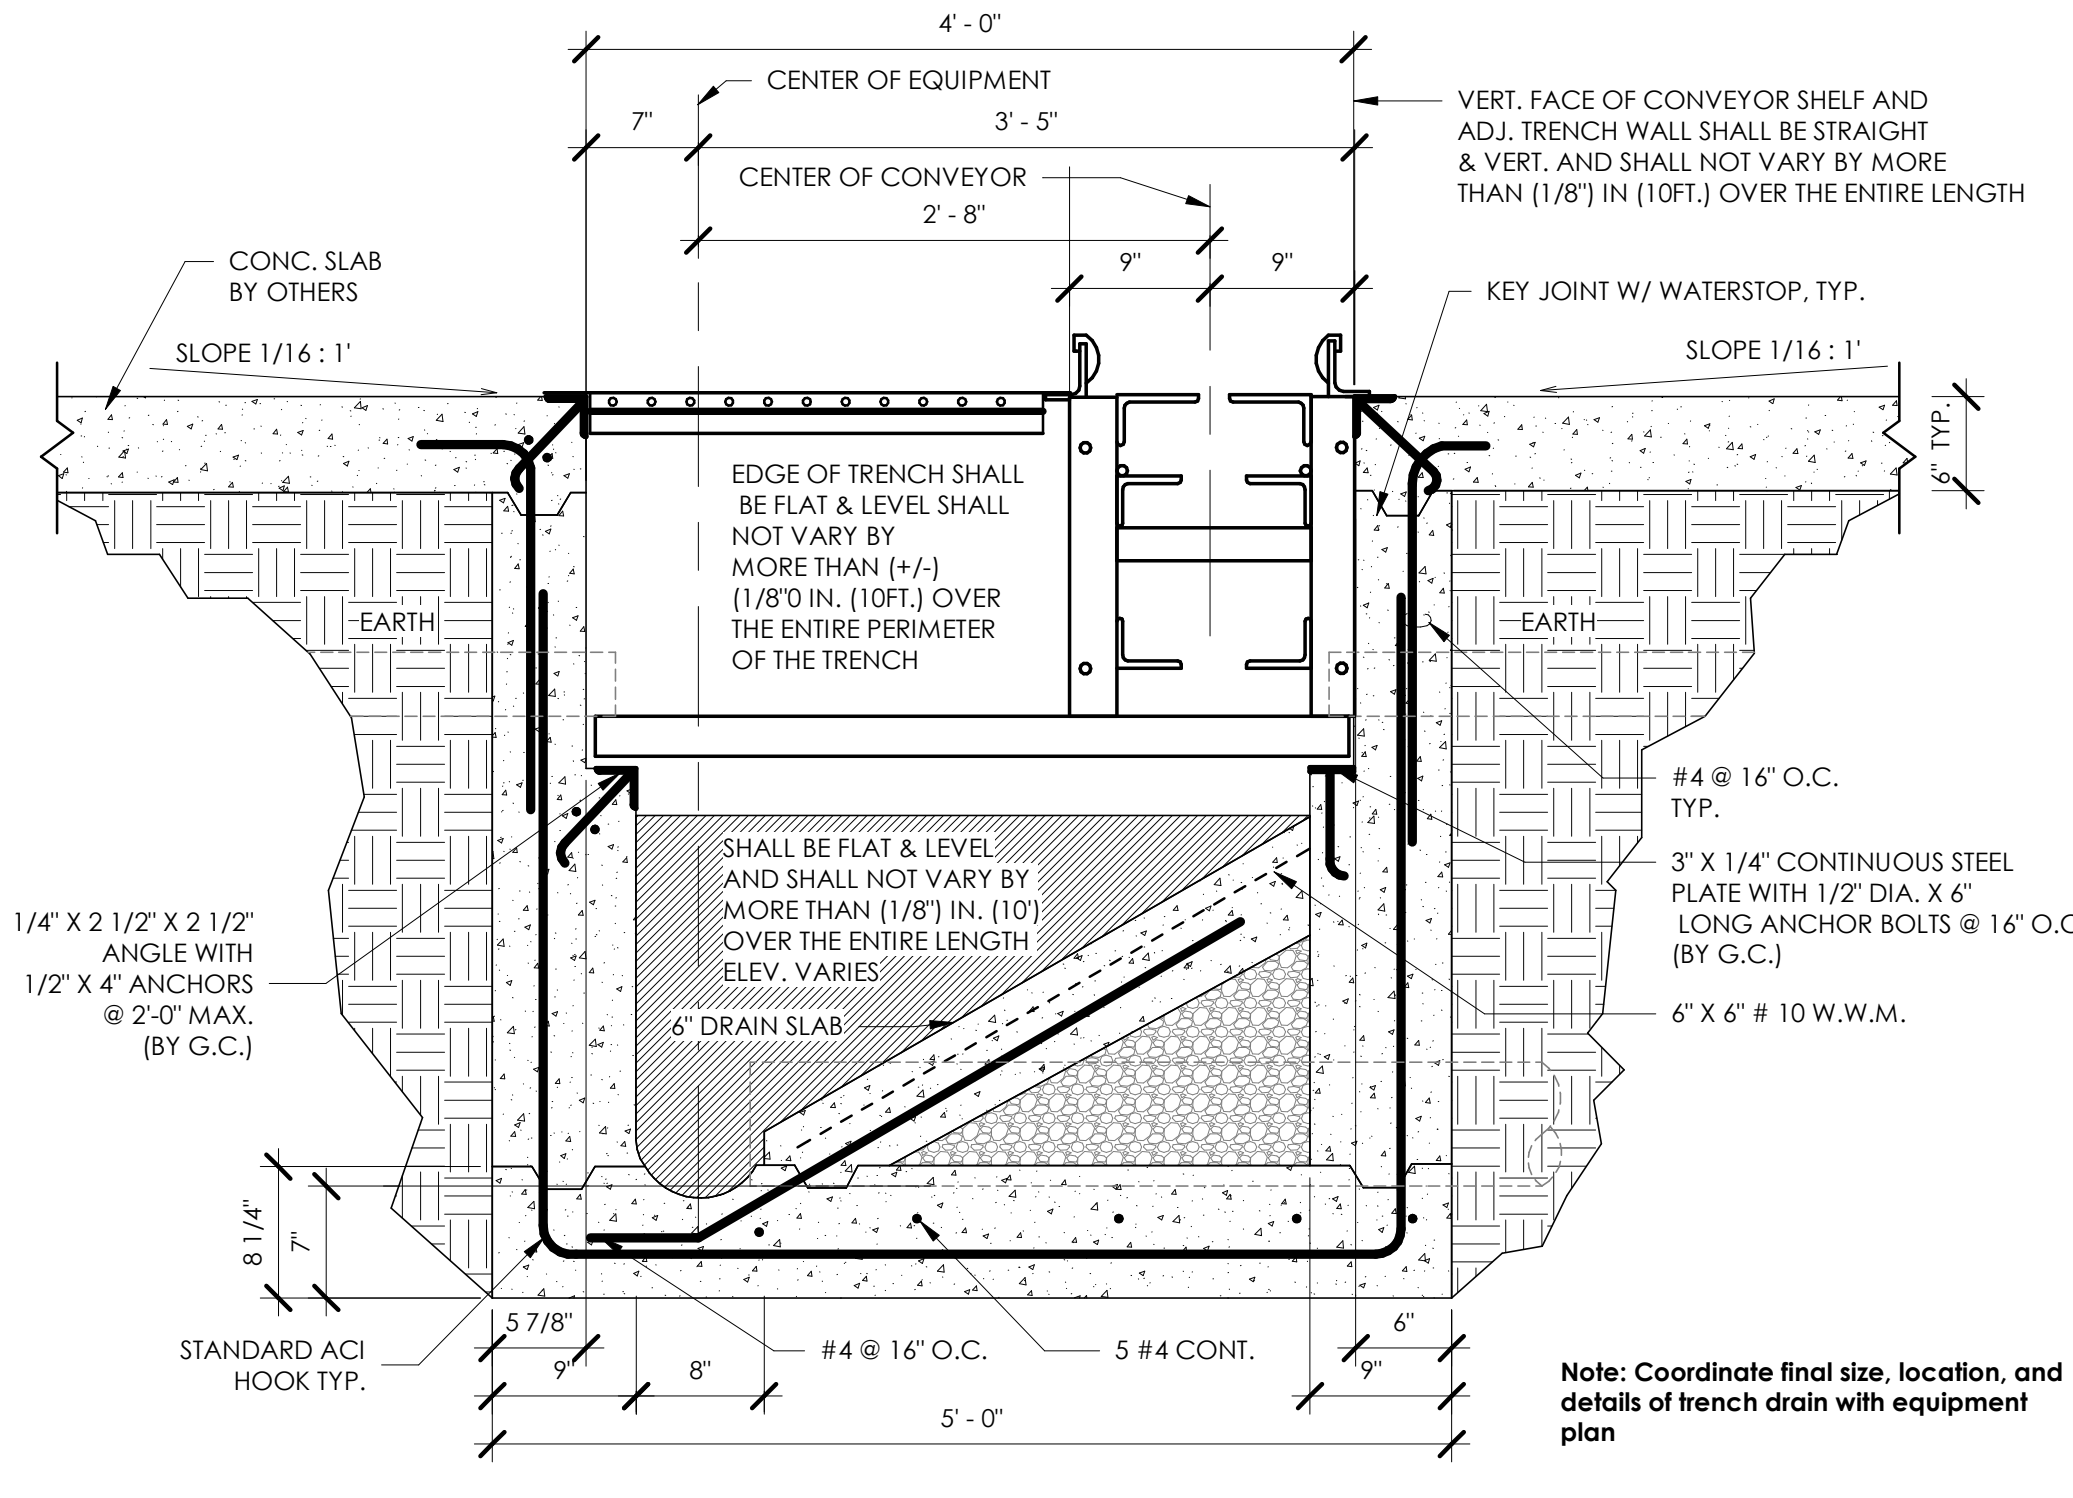 4' - 0"
CENTER OF EQUIPMENT
7"
3' - 5"
VERT. FACE OF CONVEYOR SHELF AND
ADJ. TRENCH WALL SHALL BE STRAIGHT
& VERT. AND SHALL NOT VARY BY MORE
THAN (1/8") IN (10FT.) OVER THE ENTIRE LENGTH
CENTER OF CONVEYOR
2' - 8"
9"
9"
CONC. SLAB
BY OTHERS
KEY JOINT W/ WATERSTOP, TYP.
SLOPE 1/16 : 1'
SLOPE 1/16 : 1'
6" TYP.
EDGE OF TRENCH SHALL
BE FLAT & LEVEL SHALL
NOT VARY BY
MORE THAN (+/-)
(1/8"0 IN. (10FT.) OVER
THE ENTIRE PERIMETER
OF THE TRENCH
EARTH
EARTH
#4 @ 16" O.C.
TYP.
SHALL BE FLAT & LEVEL
AND SHALL NOT VARY BY
MORE THAN (1/8") IN. (10')
OVER THE ENTIRE LENGTH
ELEV. VARIES
3" X 1/4" CONTINUOUS STEEL
PLATE WITH 1/2" DIA. X 6"
LONG ANCHOR BOLTS @ 16" O.C
(BY G.C.)
1/4" X 2 1/2" X 2 1/2"
ANGLE WITH
1/2" X 4" ANCHORS
@ 2'-0" MAX.
(BY G.C.)
6" DRAIN SLAB
6" X 6" # 10 W.W.M.
8 1/4"
7"
5 7/8"
6"
STANDARD ACI
HOOK TYP.
#4 @ 16" O.C.
5 #4 CONT.
9"
8"
9"
5' - 0"
Note: Coordinate final size, location, and
details of trench drain with equipment
plan